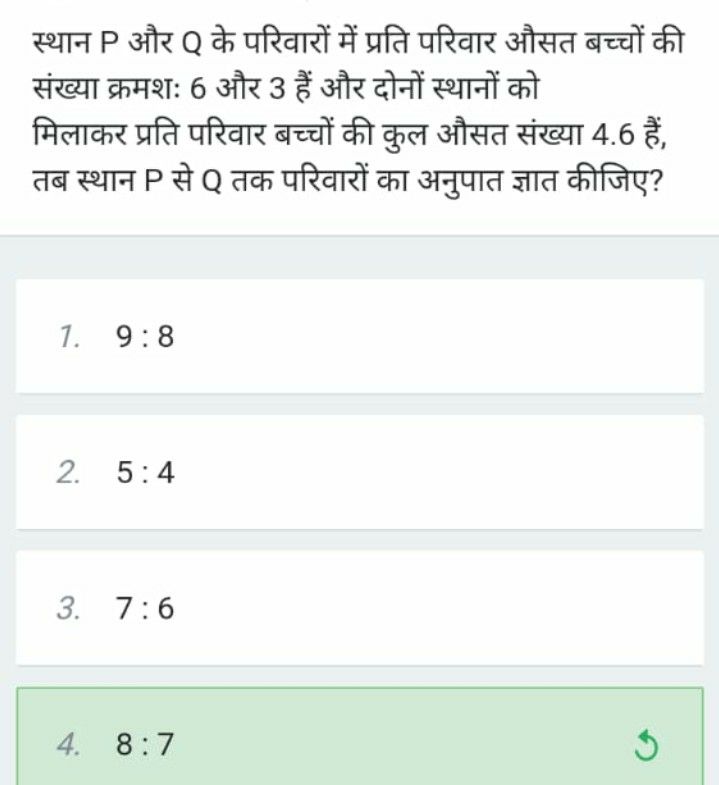 स्थान P और Q के परिवारों में प्रति परिवार औसत बच्चों की
संख्या क्रमशः 6 और 3 हैं और दोनों स्थानों को
मिलाकर प्रति परिवार बच्चों की कुल औसत संख्या 4.6 हैं,
तब स्थान P से Q तक परिवारों का अनुपात ज्ञात कीजिए?
1. 9 : 8
2. 5 : 4
3. 7 : 6
4. 8 : 7